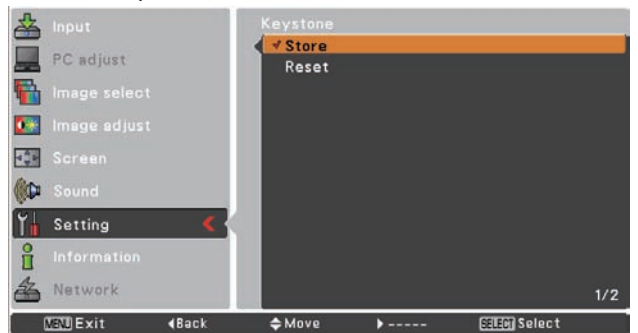 Input
PC adjust
Image select
Image adjust
Screen
Sound
Setting
Information
Network
Keystone
Store
Reset
1/2
MENU Exit ◀Back ◆Move ▶----- SELECT Select